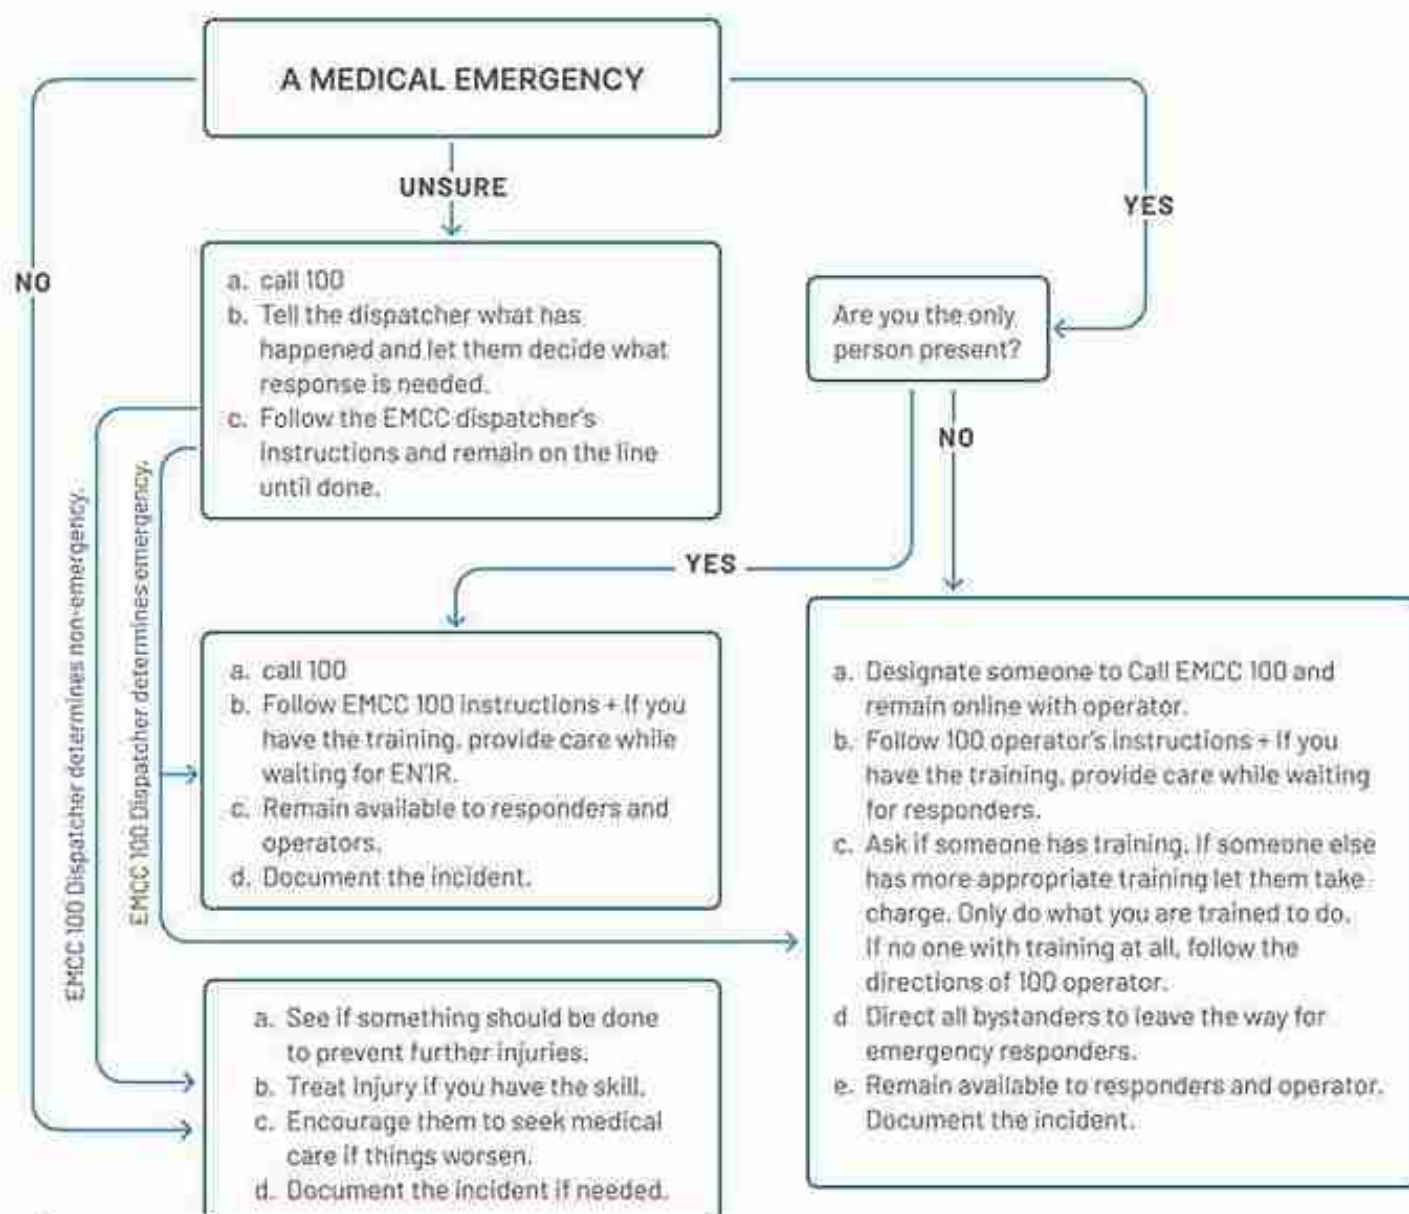 A MEDICAL EMERGENCY
UNSURE
YES
NO
a. call 100
b. Tell the dispatcher what has
happened and let them decide what
response is needed.
c. Follow the EMCC dispatcher's
instructions and remain on the line
until done.
Are you the only
person present?
NO
YES
EMCC 100 Dispatcher determines non-emergency.
EMCC 100 Dispatcher determines emergency.
a. call 100
b. Follow EMCC 100 instructions + If you
have the training, provide care while
waiting for EN'IR.
c. Remain available to responders and
operators.
d. Document the incident.
a. Designate someone to Call EMCC 100 and
remain online with operator.
b. Follow 100 operator's instructions + If you
have the training, provide care while waiting
for responders.
c. Ask if someone has training. If someone else
has more appropriate training let them take
charge. Only do what you are trained to do.
If no one with training at all, follow the
directions of 100 operator.
d Direct all bystanders to leave the way for
emergency responders.
e. Remain available to responders and operator.
Document the incident.
a. See if something should be done
to prevent further injuries.
b. Treat injury if you have the skill.
c. Encourage them to seek medical
care if things worsen.
d. Document the incident if needed.